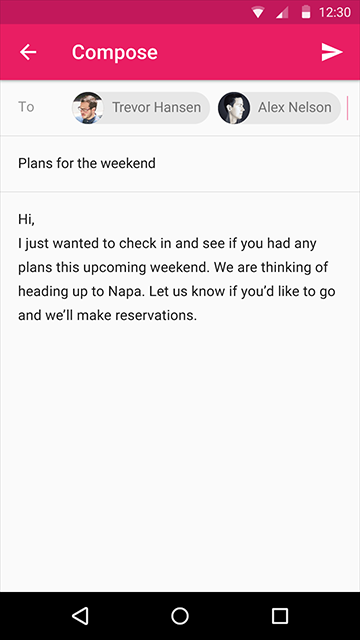 12:30
Compose
To Trevor Hansen Alex Nelson
Plans for the weekend
Hi,
I just wanted to check in and see if you had any
plans this upcoming weekend. We are thinking of
heading up to Napa. Let us know if you’d like to go
and we’ll make reservations.